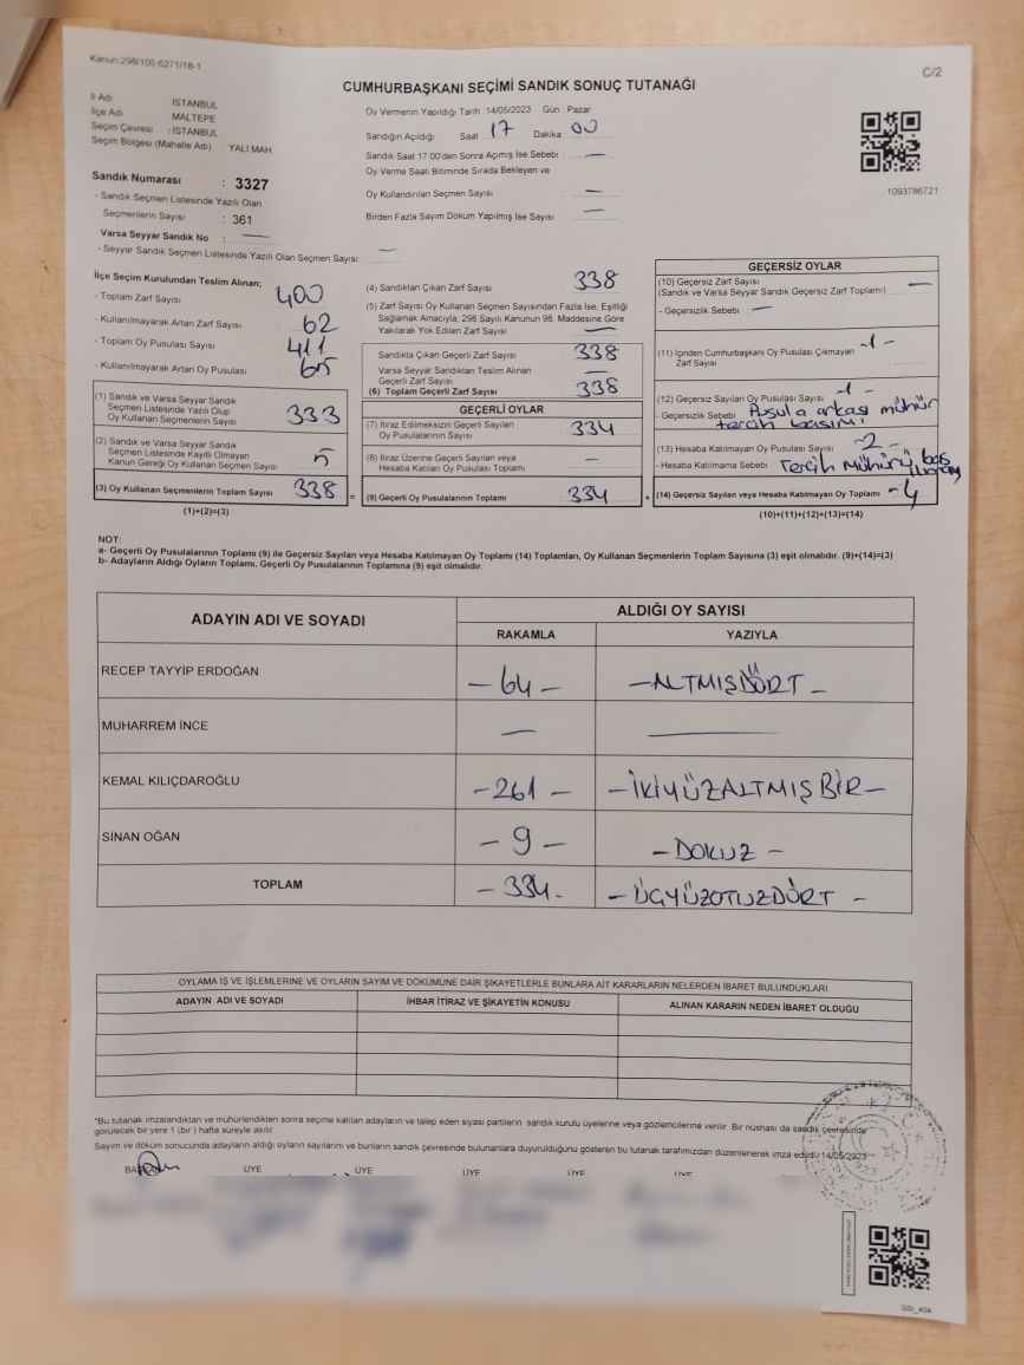 Kanun:298/105-6271/18-1
C/2
CUMHURBAŞKANI SEÇİMİ SANDIK SONUÇ TUTANAĞI
İl Adı : İSTANBUL
İlçe Adı : MALTEPE
Seçim Çevresi : İSTANBUL
Seçim Bölgesi (Mahalle Adı) YALI MAH.
Sandık Numarası : 3327
- Sandık Seçmen Listesinde Yazılı Olan
Seçmenlerin Sayısı : 361
Varsa Seyyar Sandık No : —
- Seyyar Sandık Seçmen Listesinde Yazılı Olan Seçmen Sayısı: —
Oy Vermenin Yapıldığı Tarih :14/05/2023 Gün : Pazar
Sandığın Açıldığı Saat : 17 Dakika : 00
Sandık Saat 17:00'den Sonra Açılmış İse Sebebi : —
Oy Verme Saati Bitiminde Sırada Bekleyen ve
Oy Kullandırılan Seçmen Sayısı : —
Birden Fazla Sayım Döküm Yapılmış İse Sayısı : —
1093786721
İlçe Seçim Kurulundan Teslim Alınan;
- Toplam Zarf Sayısı : 400
- Kullanılmayarak Artan Zarf Sayısı : 62
- Toplam Oy Pusulası Sayısı : 411
- Kullanılmayarak Artan Oy Pusulası : 65
(1) Sandık ve Varsa Seyyar Sandık
Seçmen Listesinde Yazılı Olup
Oy Kullanan Seçmenlerin Sayısı : 333
(2) Sandık ve Varsa Seyyar Sandık
Seçmen Listesinde Kayıtlı Olmayan
Kanun Gereği Oy Kullanan Seçmen Sayısı : 5
(3) Oy Kullanan Seçmenlerin Toplam Sayısı : 338 =
(1)+(2)=(3)
(4) Sandıktan Çıkan Zarf Sayısı : 338
(5) Zarf Sayısı Oy Kullanan Seçmen Sayısından Fazla İse, Eşitliği
Sağlamak Amacıyla, 298 Sayılı Kanunun 98. Maddesine Göre
Yakılarak Yok Edilen Zarf Sayısı : —
Sandıkta Çıkan Geçerli Zarf Sayısı : 338
Varsa Seyyar Sandıktan Teslim Alınan
Geçerli Zarf Sayısı : —
(6) Toplam Geçerli Zarf Sayısı : 338
GEÇERLİ OYLAR
(7) İtiraz Edilmeksizin Geçerli Sayılan
Oy Pusulalarının Sayısı : 334
(8) İtiraz Üzerine Geçerli Sayılan veya
Hesaba Katılan Oy Pusulaları Toplamı : —
(9) Geçerli Oy Pusulalarının Toplamı : 334 +
GEÇERSİZ OYLAR
(10) Geçersiz Zarf Sayısı
(Sandık ve Varsa Seyyar Sandık Geçersiz Zarf Toplamı) : —
- Geçersizlik Sebebi : —
(11) İçinden Cumhurbaşkanı Oy Pusulası Çıkmayan
Zarf Sayısı : -1-
(12) Geçersiz Sayılan Oy Pusulası Sayısı : -1-
- Geçersizlik Sebebi : Pusula arkası mühür
tercih basımı
(13) Hesaba Katılmayan Oy Pusulası Sayısı : -2-
- Hesaba Katılmama Sebebi : Tercih Mühürü
(14) Geçersiz Sayılan veya Hesaba Katılmayan Oy Toplamı : -4
(10)+(11)+(12)+(13)=(14)
NOT:
a- Geçerli Oy Pusulalarının Toplamı (9) ile Geçersiz Sayılan veya Hesaba Katılmayan Oy Toplamı (14) Toplamları, Oy Kullanan Seçmenlerin Toplam Sayısına (3) eşit olmalıdır. (9)+(14)=(3)
b- Adayların Aldığı Oyların Toplamı, Geçerli Oy Pusulalarının Toplamına (9) eşit olmalıdır.
ADAYIN ADI VE SOYADI
ALDIĞI OY SAYISI
RAKAMLA YAZIYLA
RECEP TAYYİP ERDOĞAN -64- -ALTMIŞDÖRT-
MUHARREM İNCE — —
KEMAL KILIÇDAROĞLU -261- -İKİYÜZALTMIŞBİR-
SİNAN OĞAN -9- -DOKUZ-
TOPLAM -334- -ÜÇYÜZOTUZDÖRT-
OYLAMA İŞ VE İŞLEMLERİNE VE OYLARIN SAYIM VE DÖKÜMÜNE DAİR ŞİKAYETLERLE BUNLARA AİT KARARLARIN NELERDEN İBARET BULUNDUKLARI
ADAYIN ADI VE SOYADI İHBAR İTİRAZ VE ŞİKAYETİN KONUSU ALINAN KARARIN NEDEN İBARET OLDUĞU
*Bu tutanak imzalandıktan ve mühürlendikten sonra seçime katılan adayların ve talep eden siyasi partilerin sandık kurulu üyelerine veya gözlemcilerine verilir. Bir nüshası da sandık çevresinde
görülecek bir yere 1 (bir) hafta süreyle asılır.
Sayım ve döküm sonucunda adayların aldığı oyların sayılarını ve bunların sandık çevresinde bulunanlara duyurulduğunu gösteren bu tutanak tarafımızdan düzenlenerek imza edildi.14/05/2023
BAŞKAN ÜYE ÜYE ÜYE ÜYE ÜYE